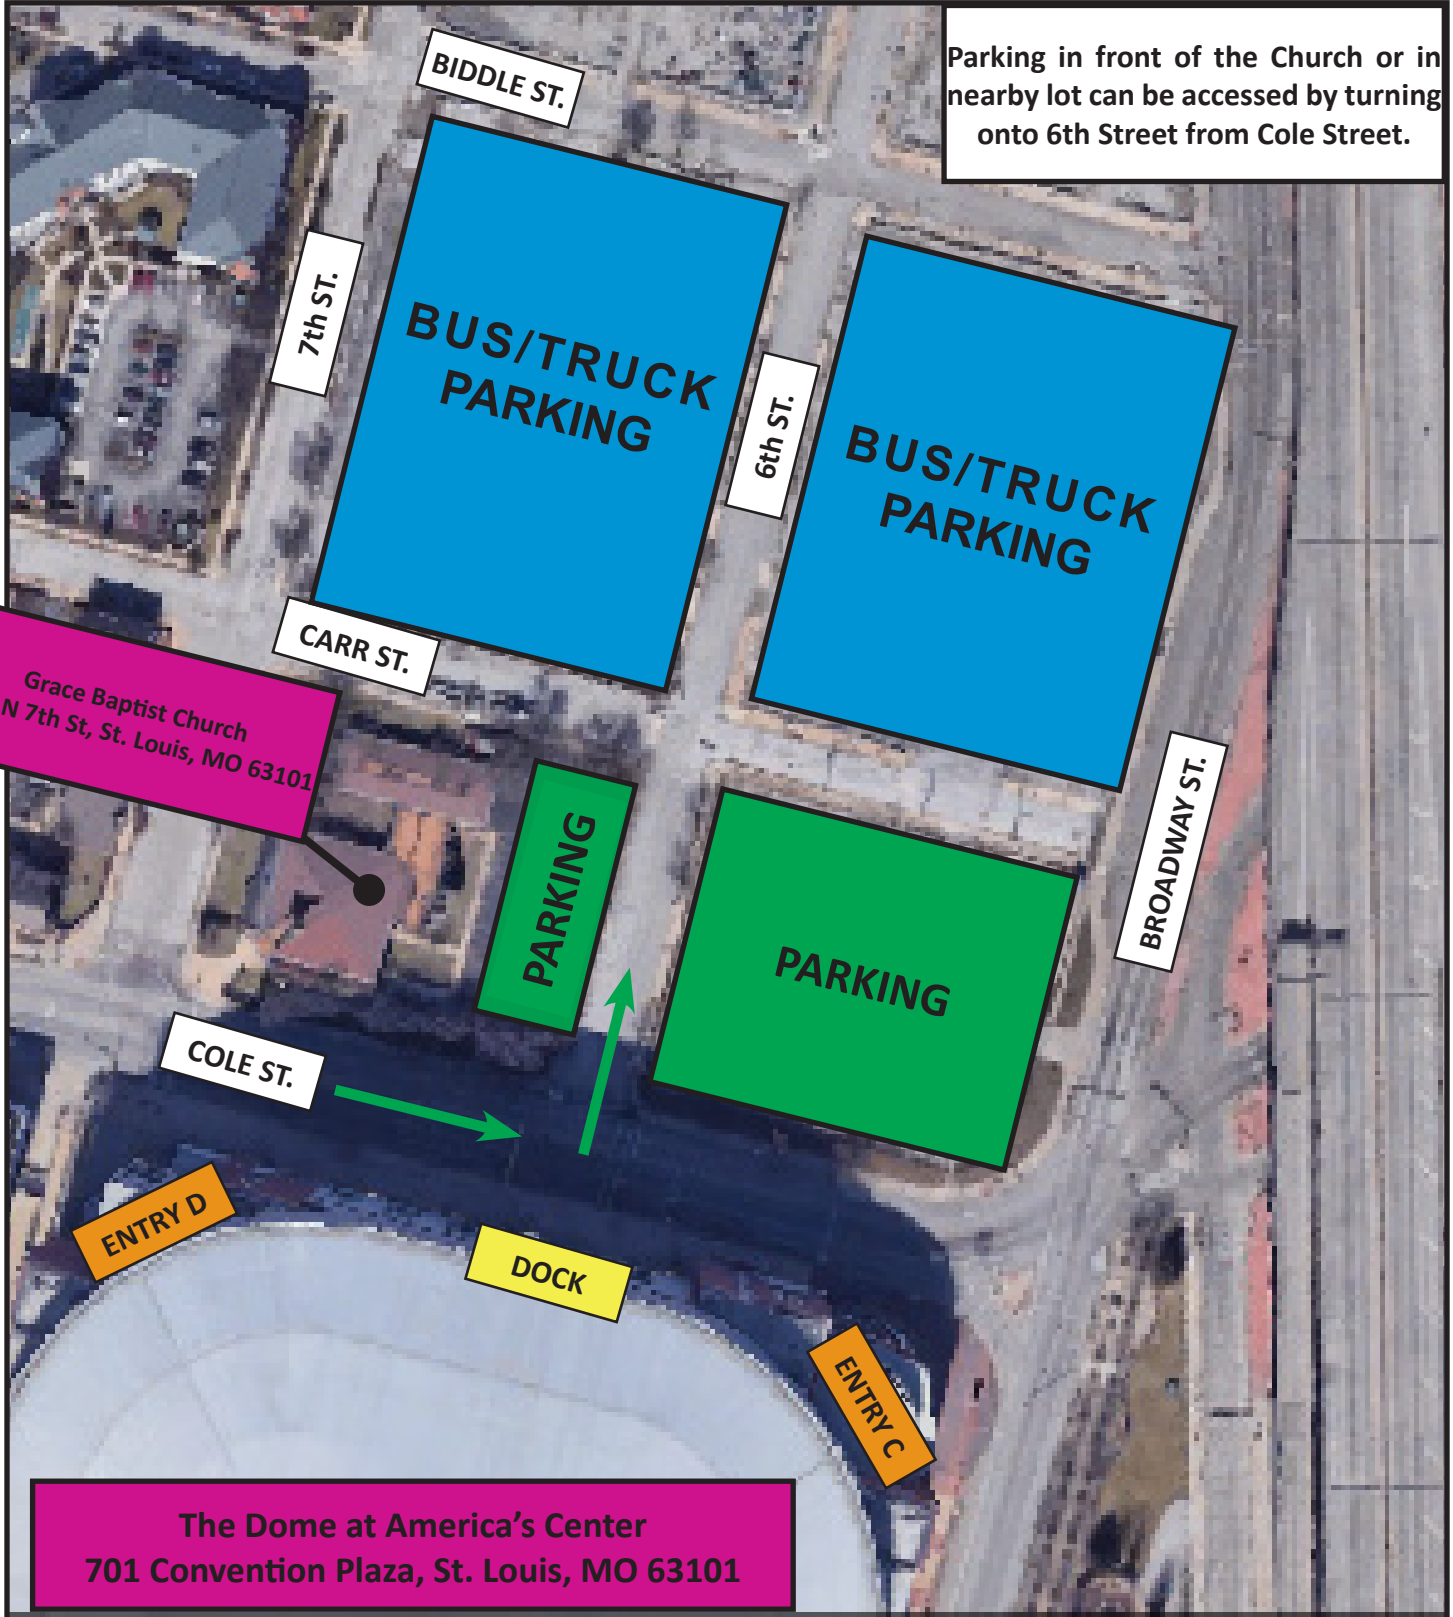 BIDDLE ST.
Parking in front of the Church or in
nearby lot can be accessed by turning
onto 6th Street from Cole Street.
7th ST.
BUS/TRUCK
PARKING
6th ST.
BUS/TRUCK
PARKING
CARR ST.
Grace Baptist Church
N 7th St, St. Louis, MO 63101
BROADWAY ST.
PARKING
PARKING
COLE ST.
ENTRY D
DOCK
ENTRY C
The Dome at America’s Center
701 Convention Plaza, St. Louis, MO 63101